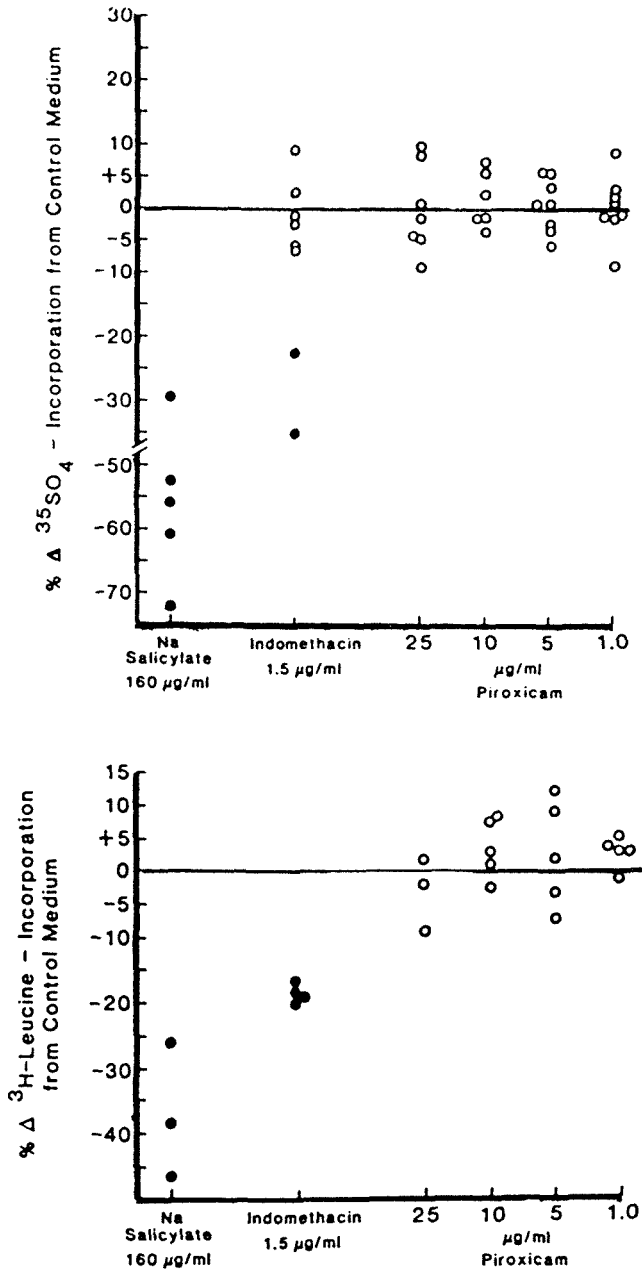 % Δ ³⁵SO₄ - Incorporation from Control Medium
30
20
10
+5
0
-5
-10
-20
-30
-50
-60
-70
Na
Salicylate
160 µg/ml
Indomethacin
1.5 µg/ml
25 10 5 1.0
µg/ml
Piroxicam
% Δ ³H-Leucine - Incorporation
from Control Medium
15
10
+5
0
-5
-10
-20
-30
-40
Na
Salicylate
160 µg/ml
Indomethacin
1.5 µg/ml
25 10 5 1.0
µg/ml
Piroxicam